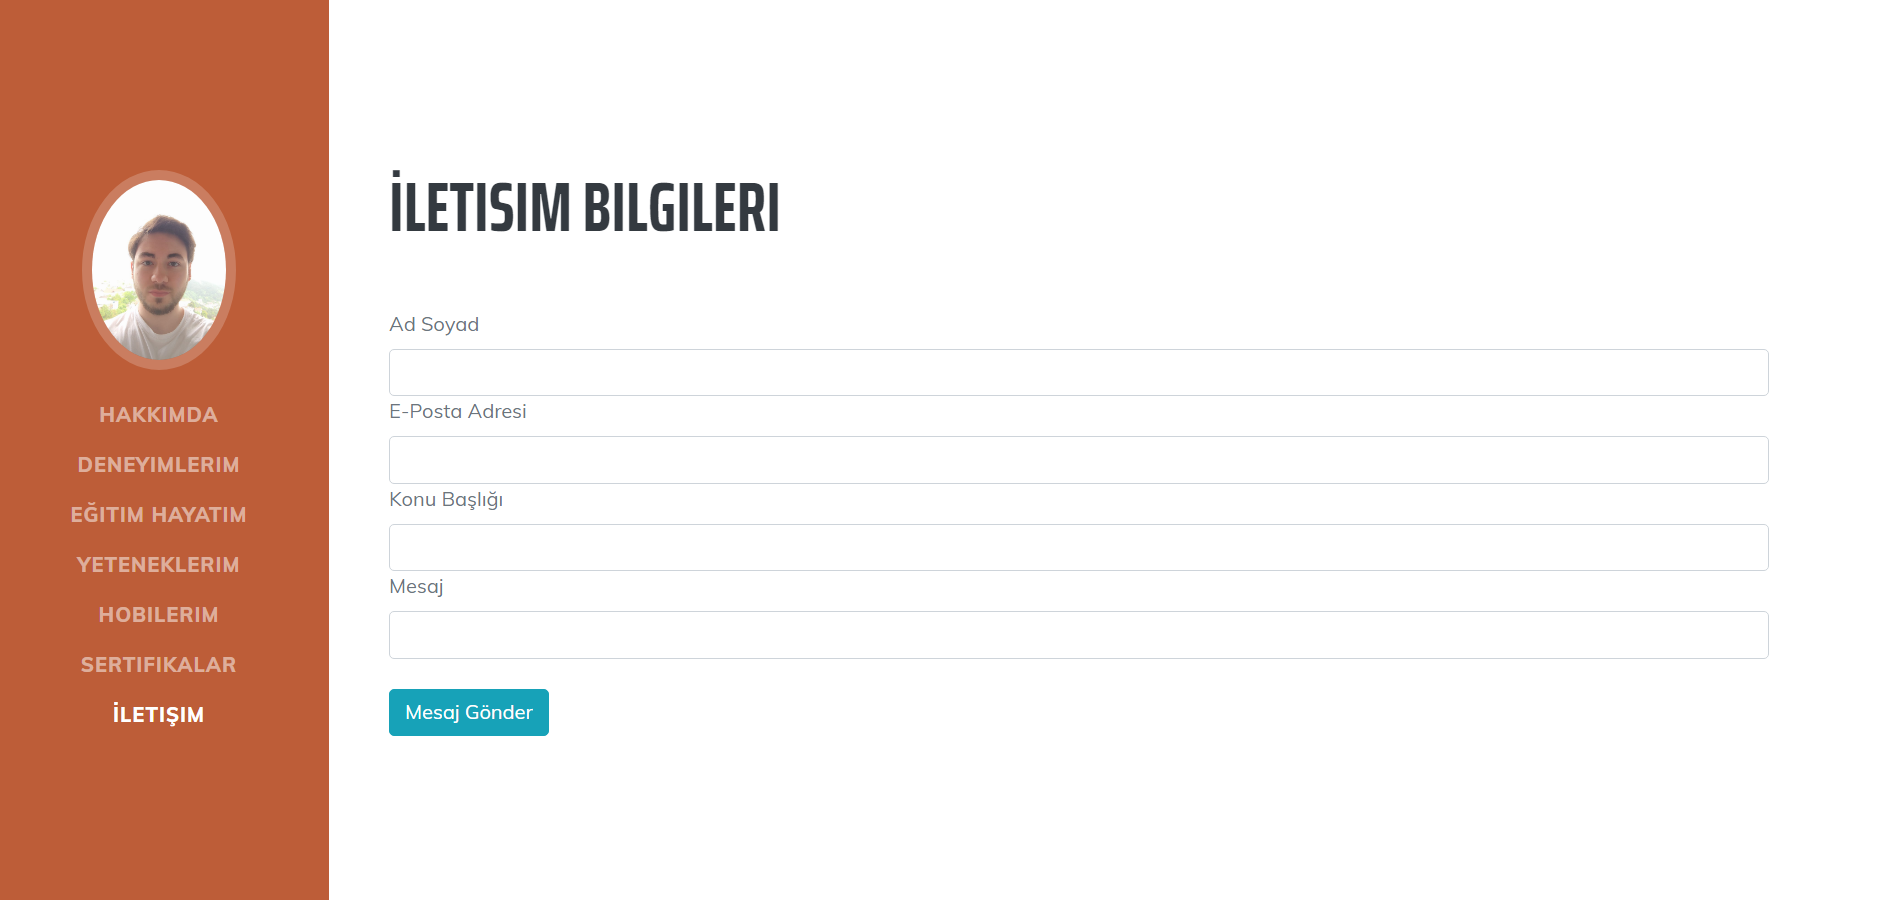 HAKKIMDA
DENEYIMLERIM
EĞITIM HAYATIM
YETENEKLERIM
HOBILERIM
SERTIFIKALAR
İLETIŞIM
İLETISIM BILGILERI
Ad Soyad
E-Posta Adresi
Konu Başlığı
Mesaj
Mesaj Gönder